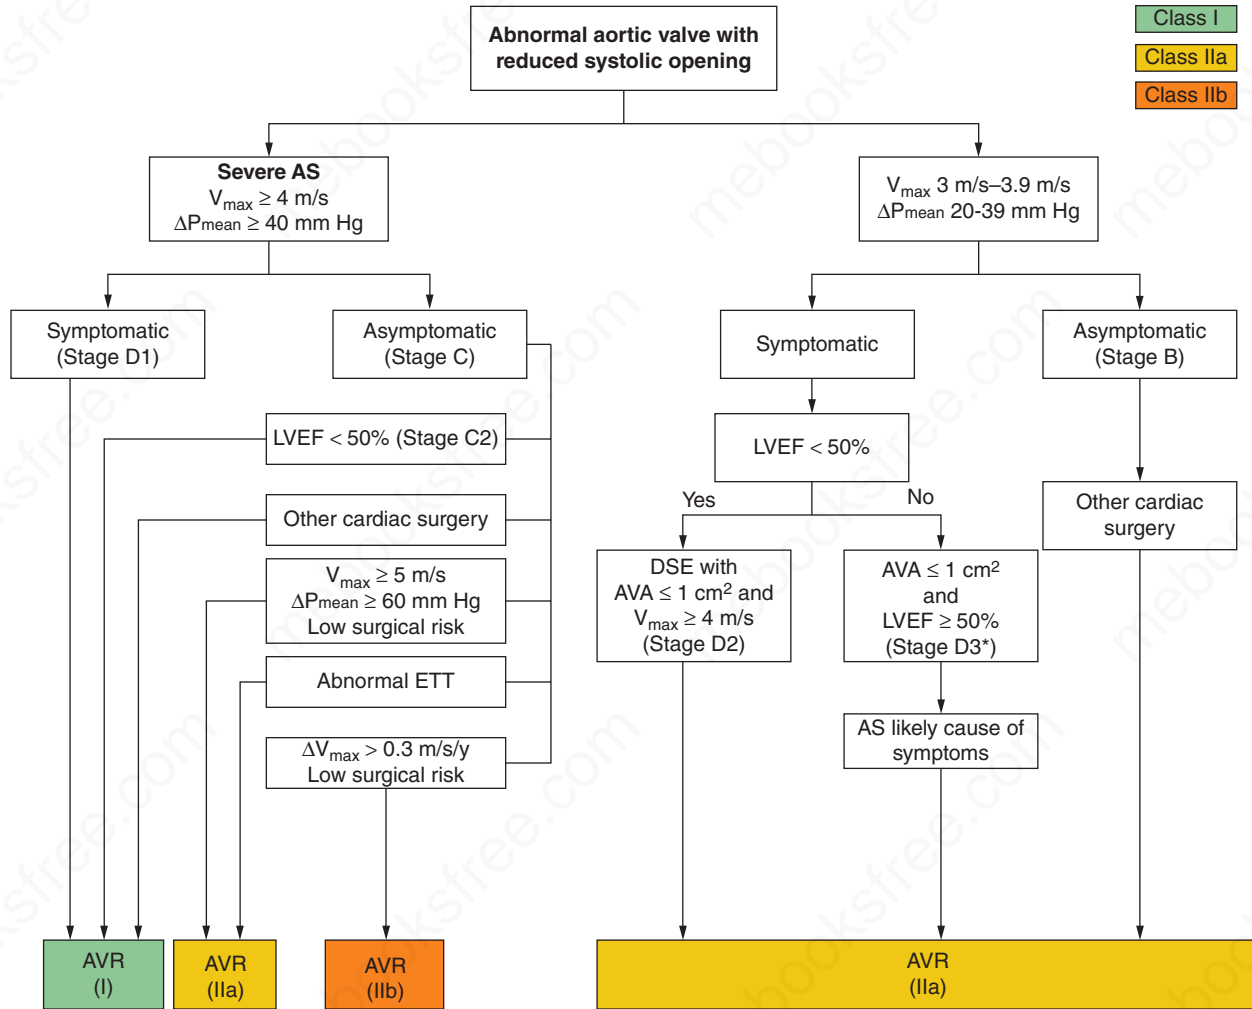 Abnormal aortic valve with
reduced systolic opening
Class I
Class IIa
Class IIb
Severe AS
Vmax ≥ 4 m/s
ΔPmean ≥ 40 mm Hg
Vmax 3 m/s–3.9 m/s
ΔPmean 20-39 mm Hg
Symptomatic
(Stage D1)
Asymptomatic
(Stage C)
Symptomatic
Asymptomatic
(Stage B)
LVEF < 50% (Stage C2)
Other cardiac surgery
Vmax ≥ 5 m/s
ΔPmean ≥ 60 mm Hg
Low surgical risk
Abnormal ETT
ΔVmax > 0.3 m/s/y
Low surgical risk
LVEF < 50%
Yes
No
DSE with
AVA ≤ 1 cm²and
Vmax ≥ 4 m/s
(Stage D2)
AVA ≤ 1 cm²
and
LVEF ≥ 50%
(Stage D3*)
AS likely cause of
symptoms
Other cardiac
surgery
AVR
(I)
AVR
(IIa)
AVR
(IIb)
AVR
(IIa)
mebooksfree.com